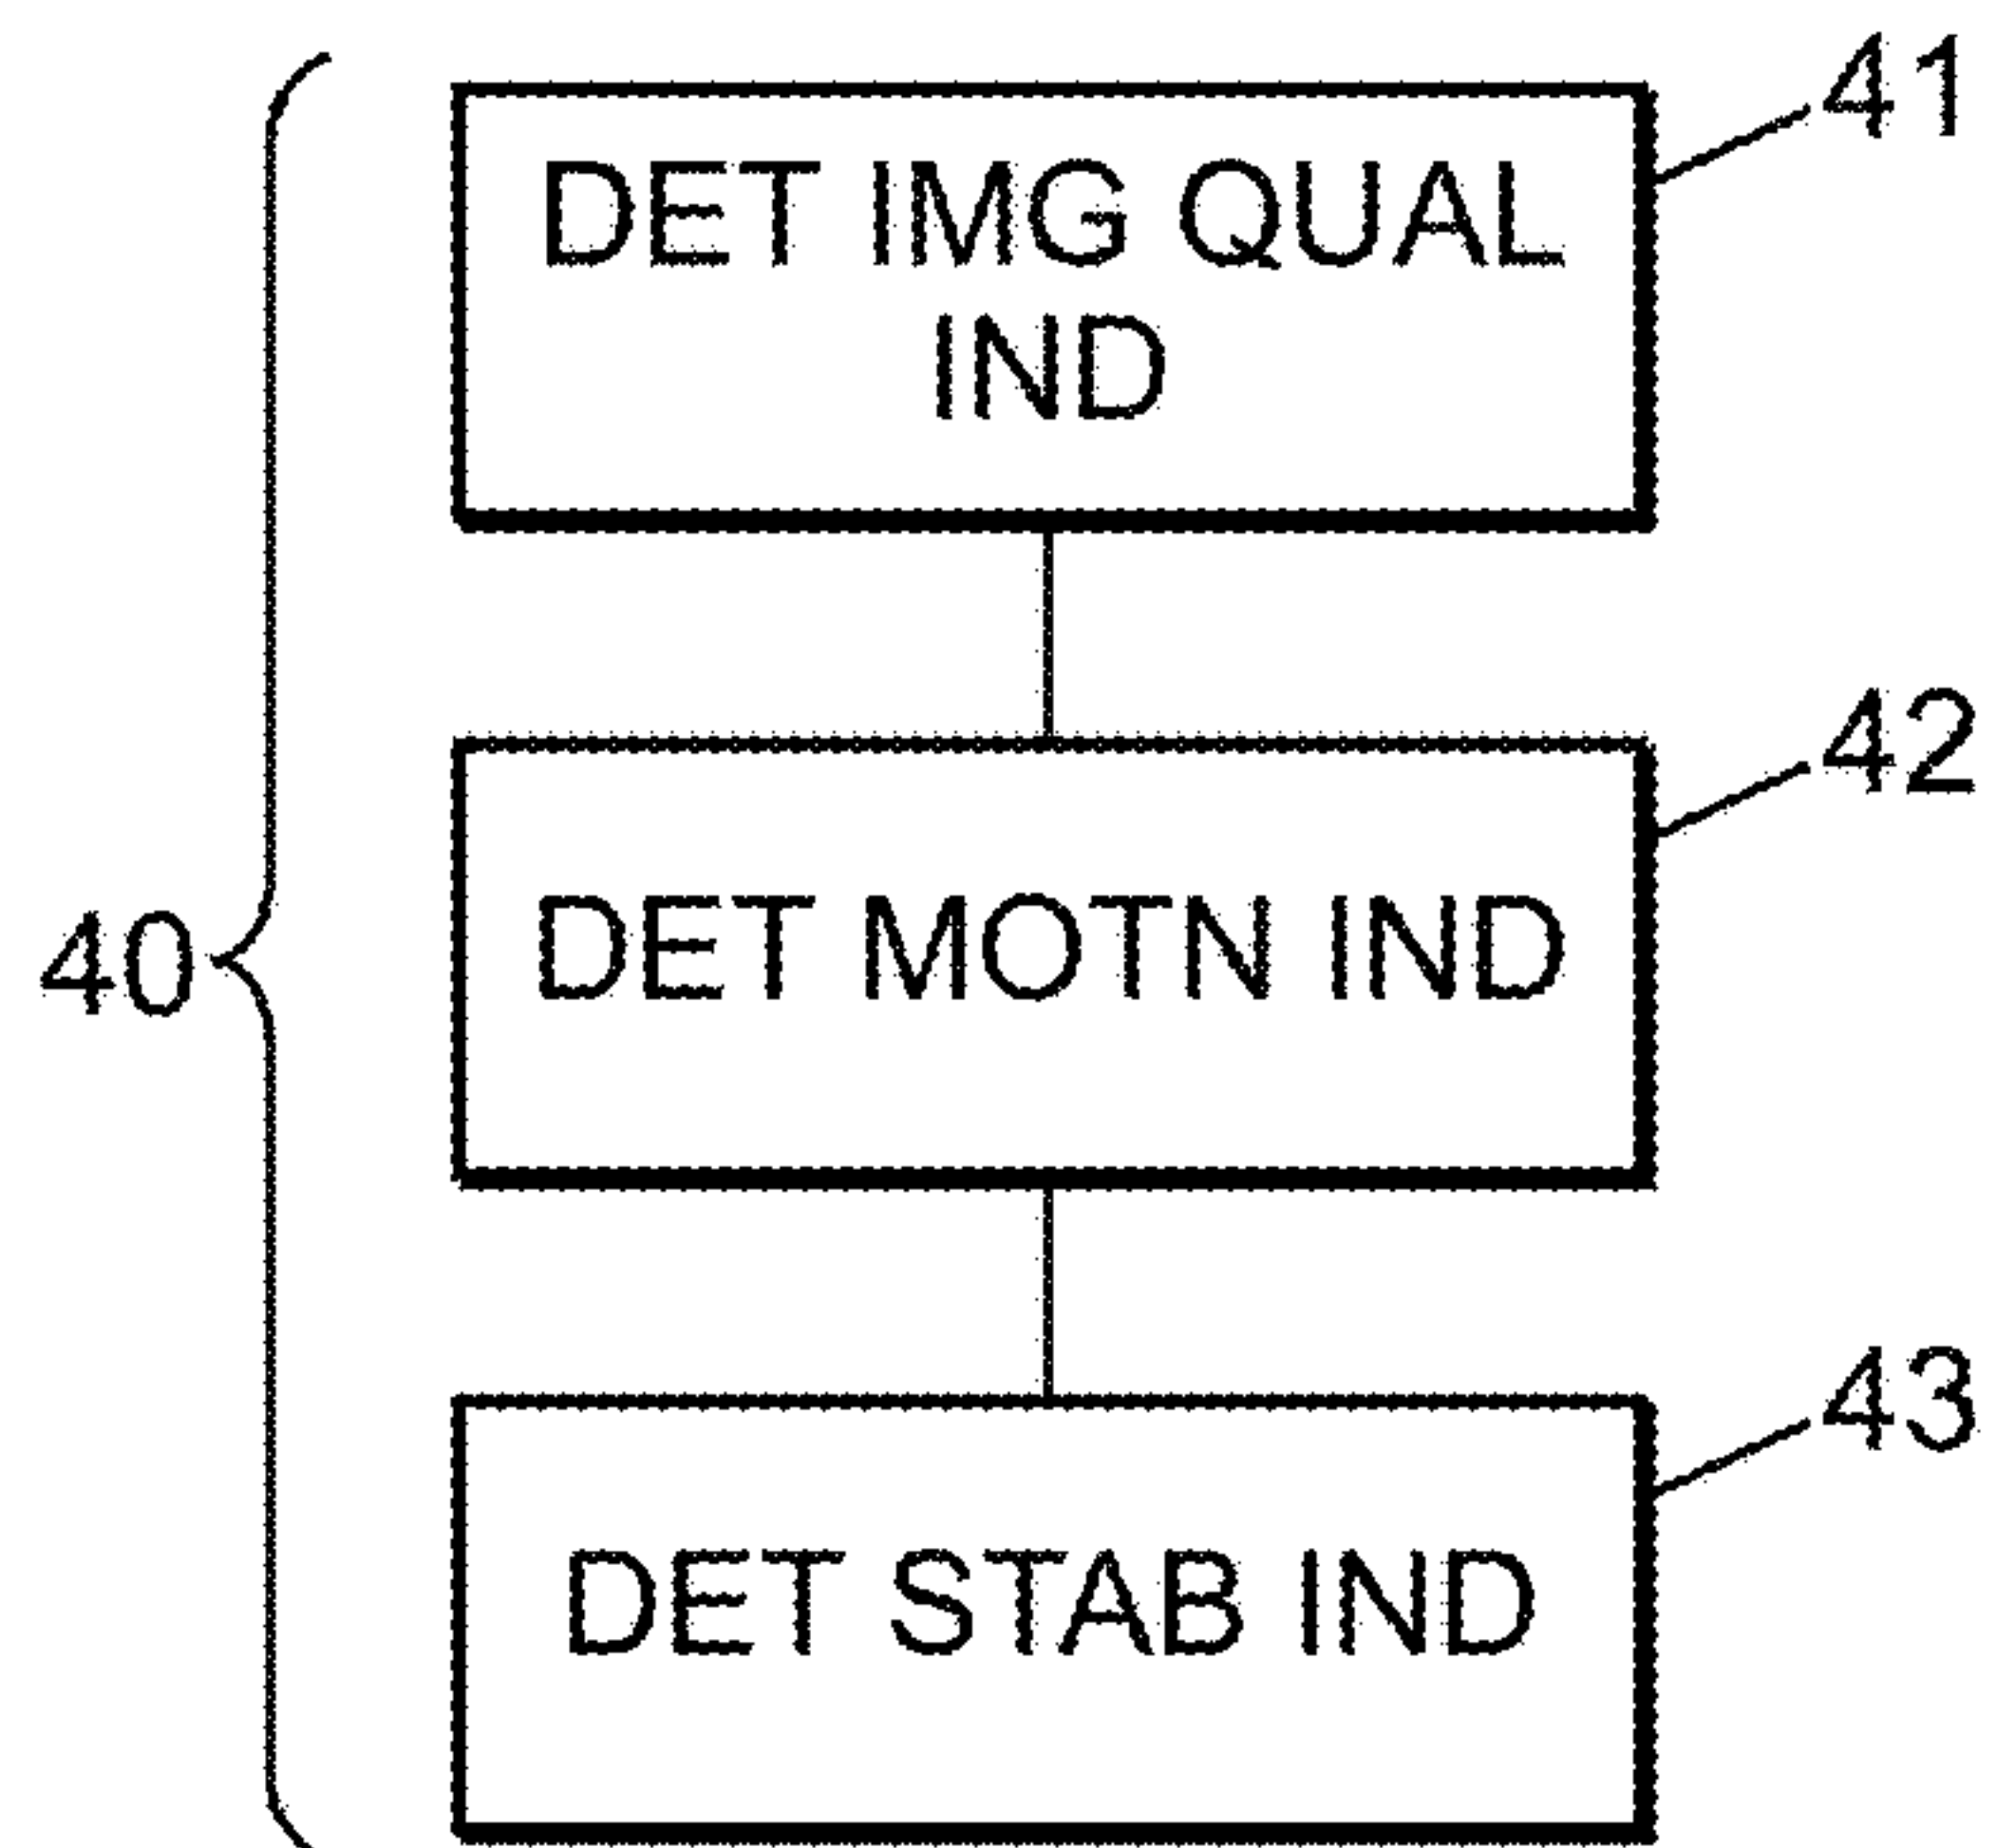 41
DET IMG QUAL
IND
42
40
DET MOTN IND
43
DET STAB IND